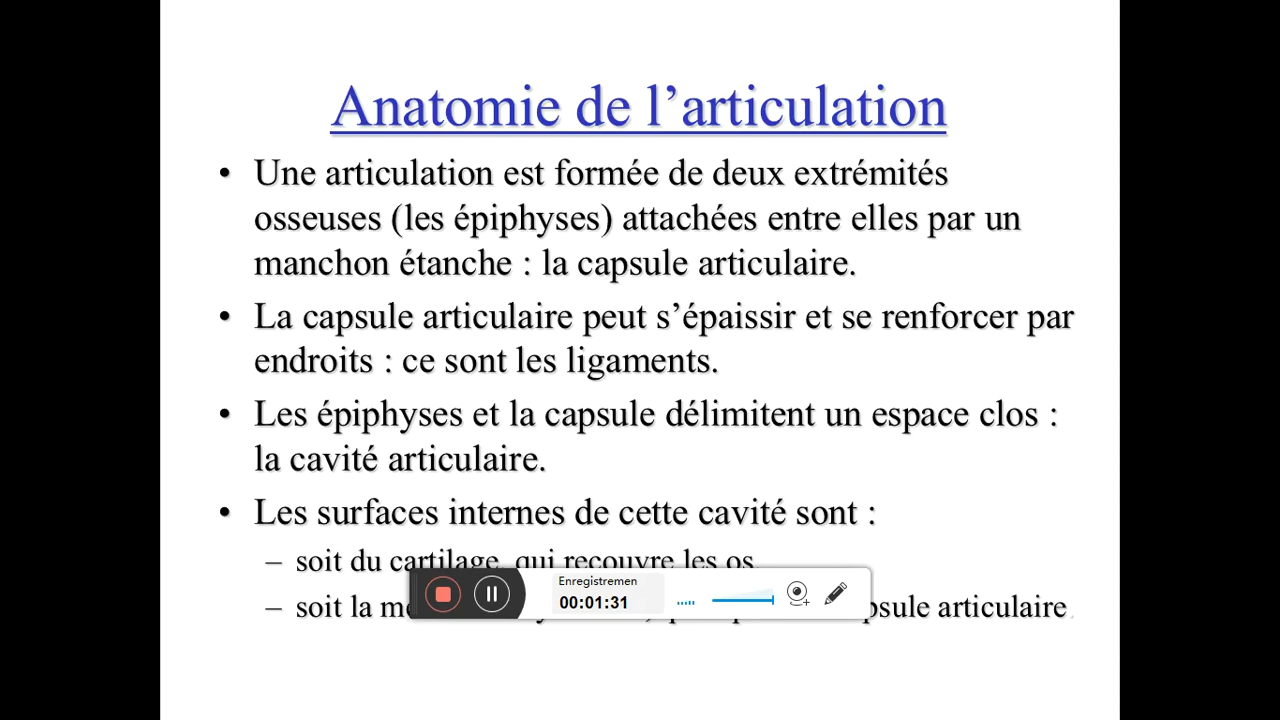 Anatomie de l’articulation
• Une articulation est formée de deux extrémités
osseuses (les épiphyses) attachées entre elles par un
manchon étanche : la capsule articulaire.
• La capsule articulaire peut s’épaissir et se renforcer par
endroits : ce sont les ligaments.
• Les épiphyses et la capsule délimitent un espace clos :
la cavité articulaire.
• Les surfaces internes de cette cavité sont :
– soit du cartilage, qui recouvre les os,
– soit la articulaire
Enregistremen
00:01:31